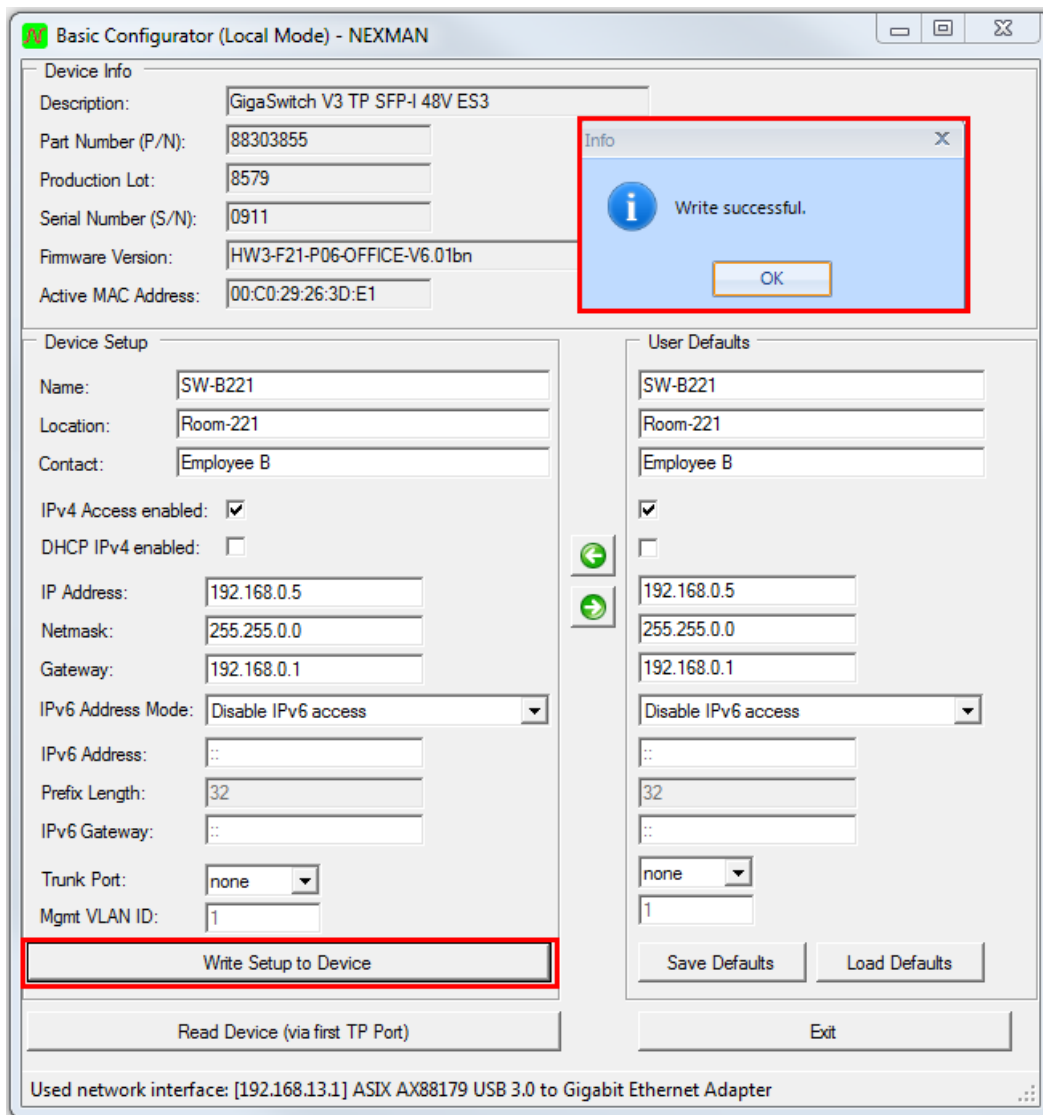 Basic Configurator (Local Mode) - NEXMAN
Device Info
Description: GigaSwitch V3 TP SFP-I 48V ES3
Part Number (P/N): 88303855
Production Lot: 8579
Serial Number (S/N): 0911
Firmware Version: HW3-F21-P06-OFFICE-V6.01bn
Active MAC Address: 00:C0:29:26:3D:E1
Info
Write successful.
OK
Device Setup
Name: SW-B221
Location: Room-221
Contact: Employee B
IPv4 Access enabled:
DHCP IPv4 enabled:
IP Address: 192.168.0.5
Netmask: 255.255.0.0
Gateway: 192.168.0.1
IPv6 Address Mode: Disable IPv6 access
IPv6 Address: ::
Prefix Length: 32
IPv6 Gateway: ::
Trunk Port: none
Mgmt VLAN ID: 1
Write Setup to Device
User Defaults
SW-B221
Room-221
Employee B
192.168.0.5
255.255.0.0
192.168.0.1
Disable IPv6 access
::
32
::
none
1
Save Defaults Load Defaults
Read Device (via first TP Port) Exit
Used network interface: [192.168.13.1] ASIX AX88179 USB 3.0 to Gigabit Ethernet Adapter